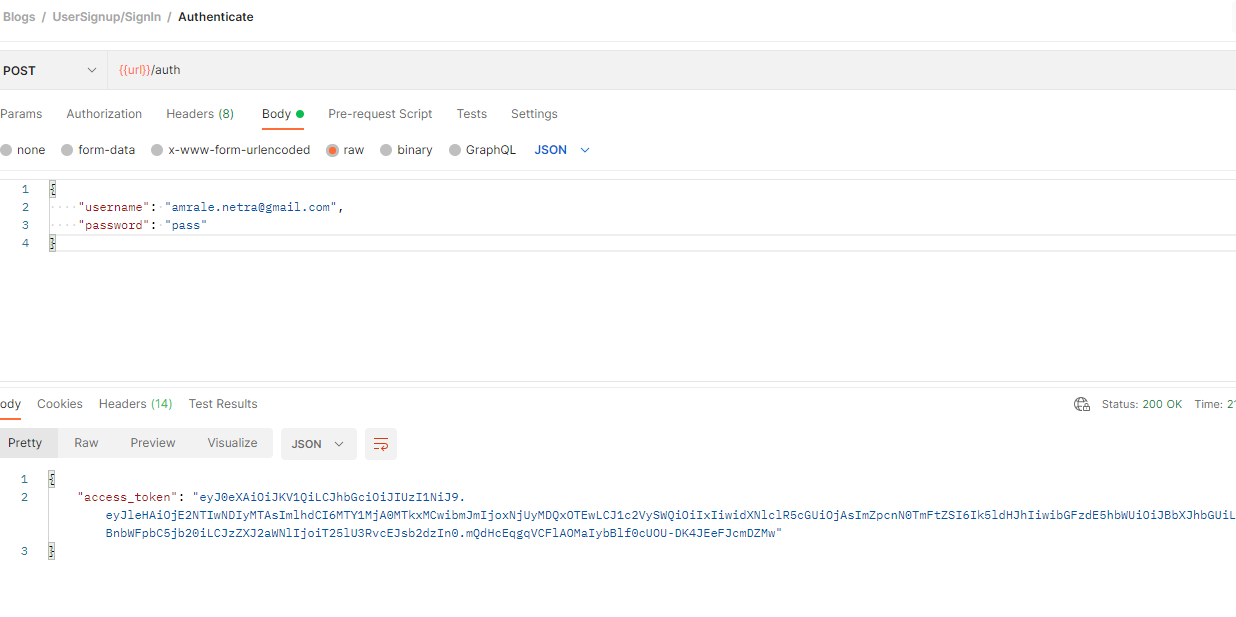 Blogs / UserSignup/SignIn / Authenticate
POST {{url}}/auth
Params Authorization Headers (8) Body Pre-request Script Tests Settings
none form-data x-www-form-urlencoded raw binary GraphQL JSON
1 {
2 "username": "amrale.netra@gmail.com",
3 "password": "pass"
4 }
ody Cookies Headers (14) Test Results Status: 200 OK Time: 21
Pretty Raw Preview Visualize JSON
1 {
2 "access_token": "eyJ0eXAiOiJKV1QiLCJhbGciOiJIUzI1NiJ9.
eyJleHAiOjE2NTIwNDIyMTAsImlhdCI6MTY1MjA0MTkxMCwibmJmIjoxNjUyMDQxOTEwLCJ1c2VySWQiOiIxIiwidXNlclR5cGUiOjAsImZpcnN0TmFtZSI6Ik5ldHJhIiwibGFzdE5hbWUiOiJBbXJhbGUiL
BnbWFpbC5jb20iLCJzZXJ2aWNlIjoiT25lU3RvcEJsb2dzIn0.mQdHcEqgqVCFlAOMaIybBlf0cUOU-DK4JEeFJcmDZMw"
3 }